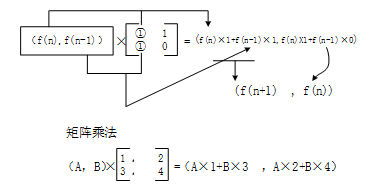 (f(n),f(n-1)) × ① 1 = (f(n)×1+f(n-1)×1,f(n)X1+f(n-1)×0)
① 0
(f(n+1) , f(n))
矩阵乘法
(A, B)× 1 , 2 =(A×1+B×3 ,A×2+B×4)
3 , 4